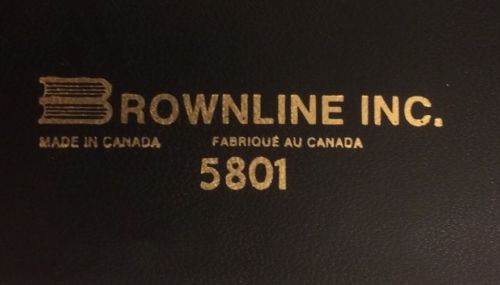 BROWNLINE INC.
MADE IN CANADA FABRIQUÉ AU CANADA
5801